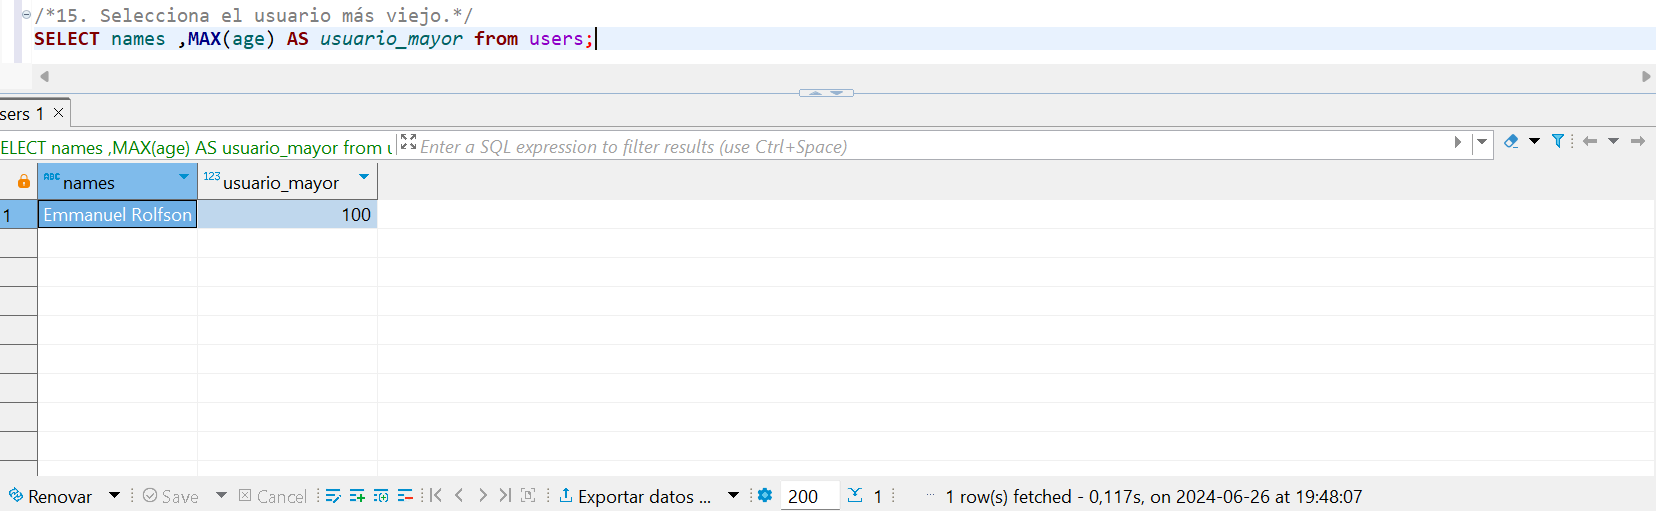 /*15. Selecciona el usuario más viejo.*/
SELECT names ,MAX(age) AS usuario_mayor from users;
sers 1
ELECT names ,MAX(age) AS usuario_mayor from u
Enter a SQL expression to filter results (use Ctrl+Space)
ABC names 123 usuario_mayor
1 Emmanuel Rolfson 100
Renovar Save Cancel Exportar datos ... 200 1 ... 1 row(s) fetched - 0,117s, on 2024-06-26 at 19:48:07